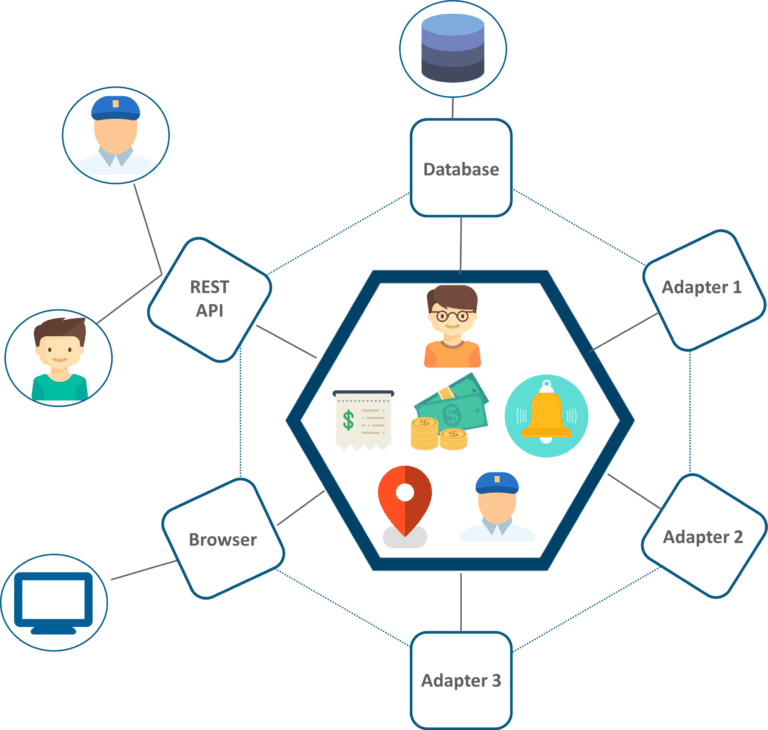 Database
REST
API
Adapter 1
Browser
Adapter 2
Adapter 3